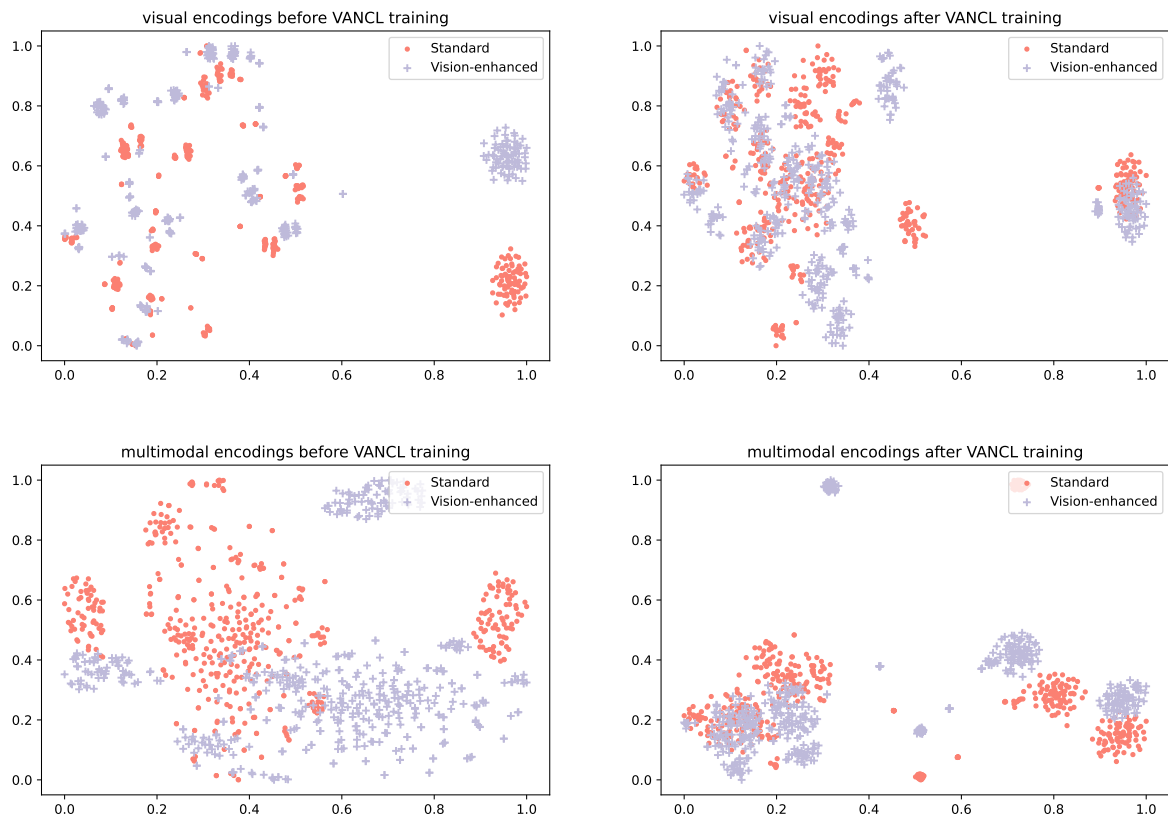 visual encodings before VANCL training
Standard
Vision-enhanced
1.0
0.8
0.6
0.4
0.2
0.0
0.0 0.2 0.4 0.6 0.8 1.0
visual encodings after VANCL training
Standard
Vision-enhanced
1.0
0.8
0.6
0.4
0.2
0.0
0.0 0.2 0.4 0.6 0.8 1.0
multimodal encodings before VANCL training
Standard
Vision-enhanced
1.0
0.8
0.6
0.4
0.2
0.0
0.0 0.2 0.4 0.6 0.8 1.0
multimodal encodings after VANCL training
Standard
Vision-enhanced
1.0
0.8
0.6
0.4
0.2
0.0
0.0 0.2 0.4 0.6 0.8 1.0